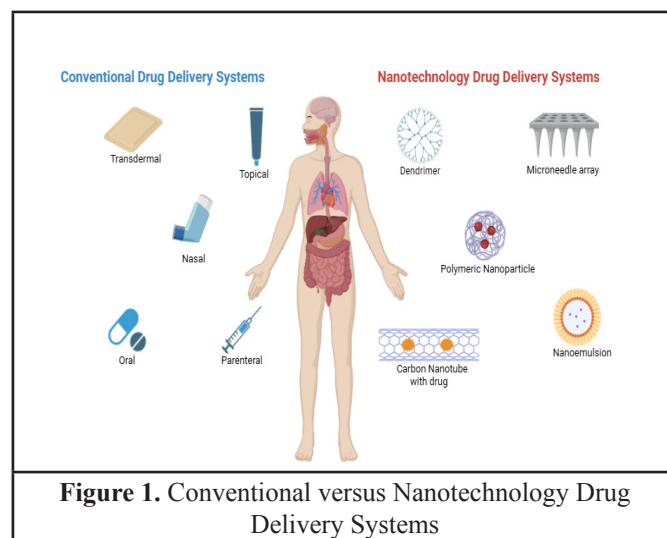 Conventional Drug Delivery Systems
Nanotechnology Drug Delivery Systems
Transdermal
Topical
Dendrimer
Microneedle array
Nasal
Polymeric Nanoparticle
Oral
Parenteral
Carbon Nanotube
with drug
Nanoemulsion
Figure 1. Conventional versus Nanotechnology Drug
Delivery Systems